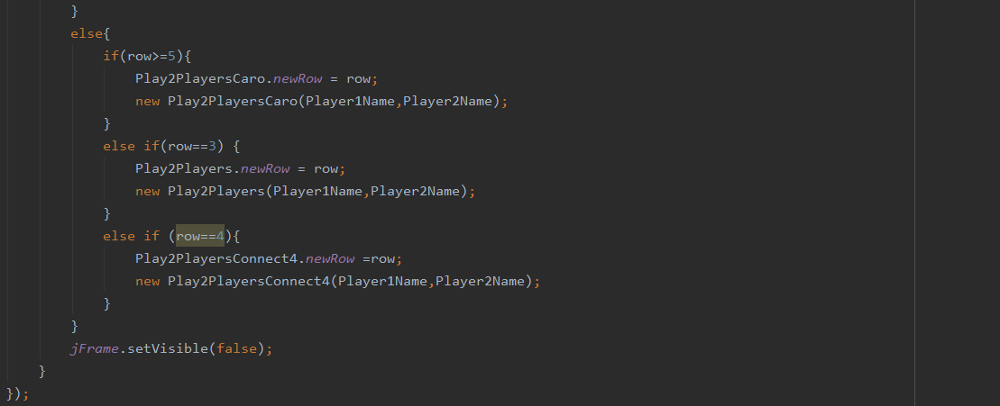 }
else{
if(row>=5){
Play2PlayersCaro.newRow = row;
new Play2PlayersCaro(Player1Name,Player2Name);
}
else if(row==3) {
Play2Players.newRow = row;
new Play2Players(Player1Name,Player2Name);
}
else if (row==4){
Play2PlayersConnect4.newRow =row;
new Play2PlayersConnect4(Player1Name,Player2Name);
}
}
jFrame.setVisible(false);
}
});